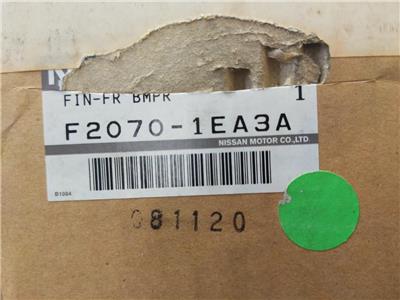 FIN-FR BMPR 1
F2070-1EA3A
NISSAN MOTOR CO.,LTD
081120